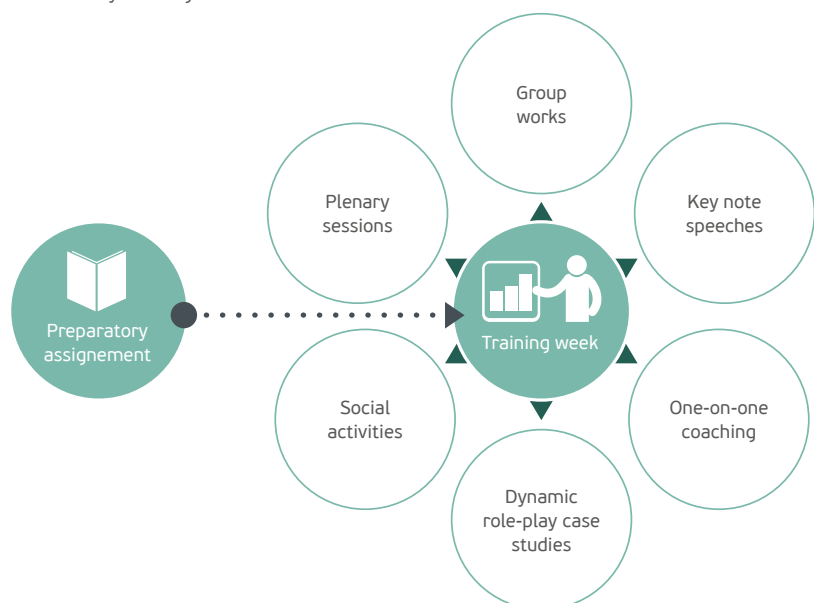 Group
works
Plenary
sessions
Key note
speeches
Preparatory
assignement
Training week
Social
activities
One-on-one
coaching
Dynamic
role-play case
studies